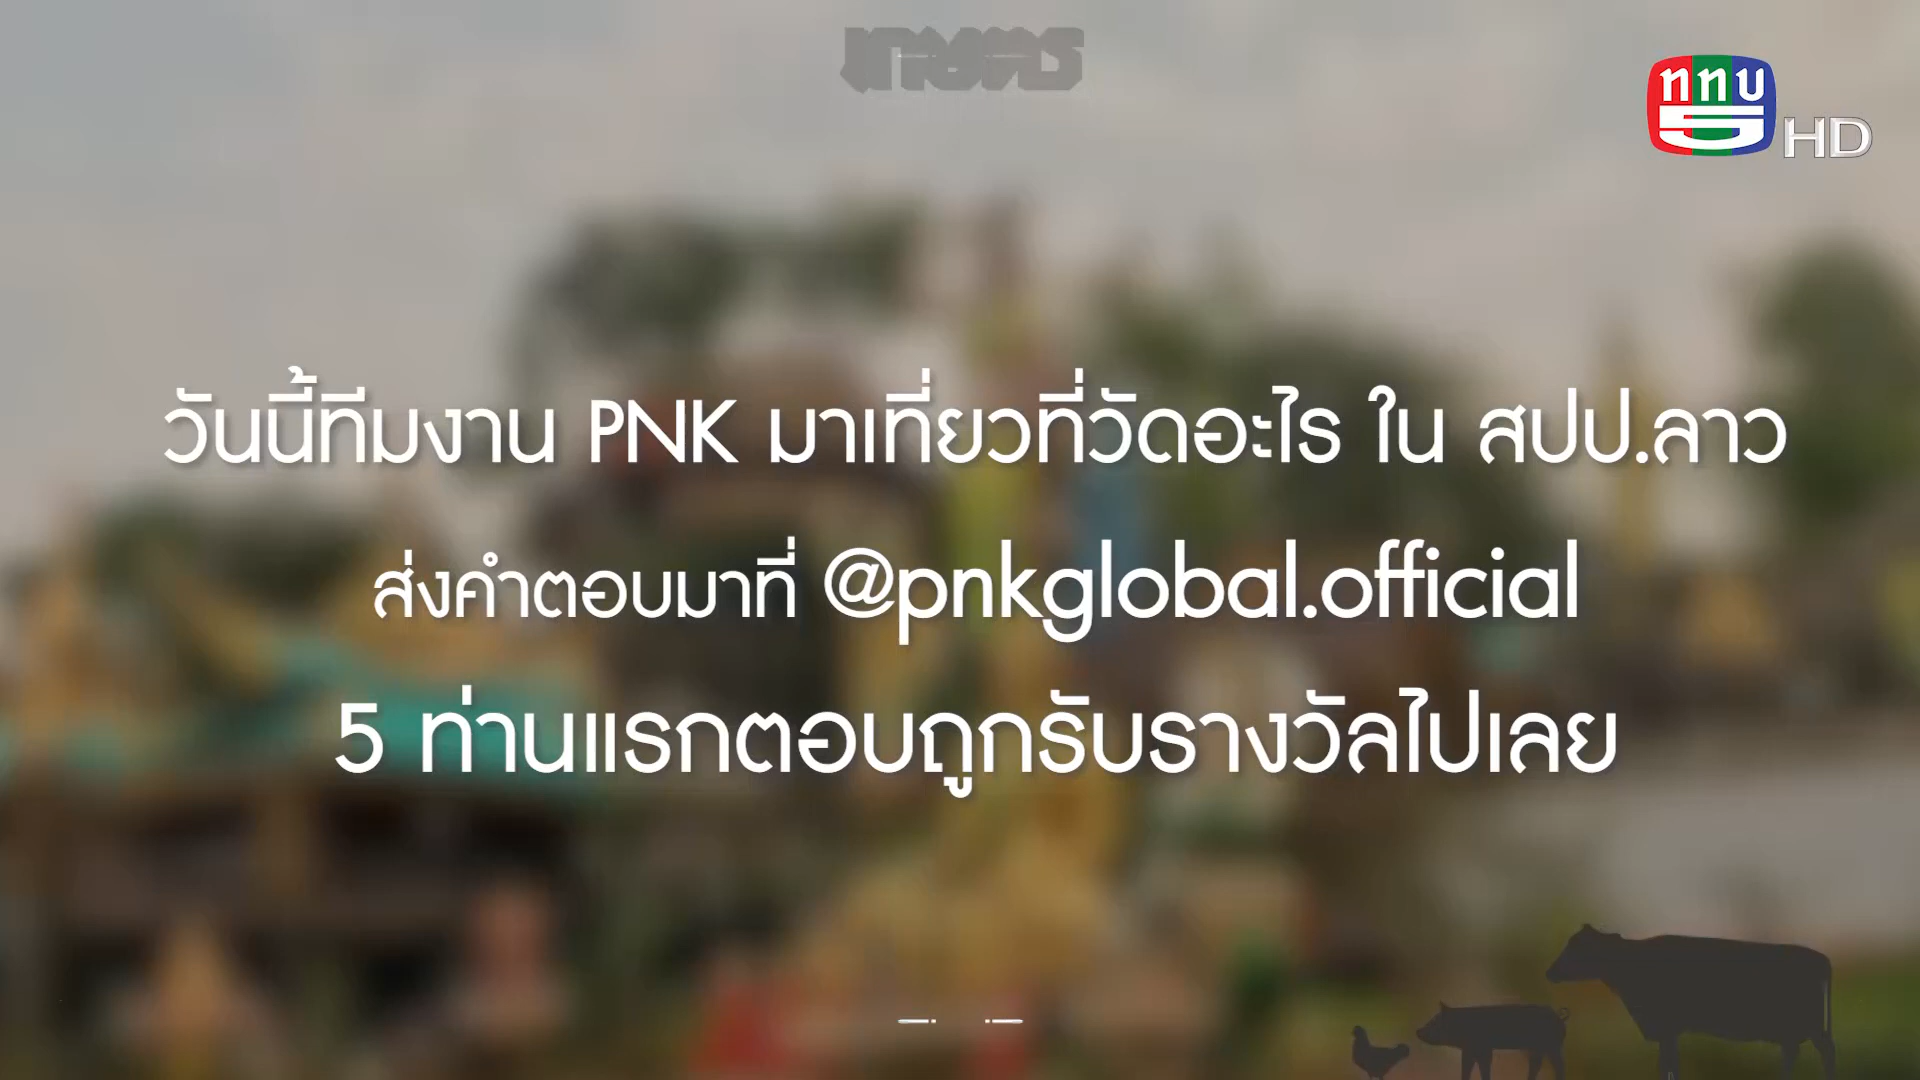 ททบ
5 HD
วันนี้ทีมงาน PNK มาเที่ยวที่วัดอะไร ใน สปป.ลาว
ส่งคำตอบมาที่ @pnkglobal.official
5 ท่านแรกตอบถูกรับรางวัลไปเลย